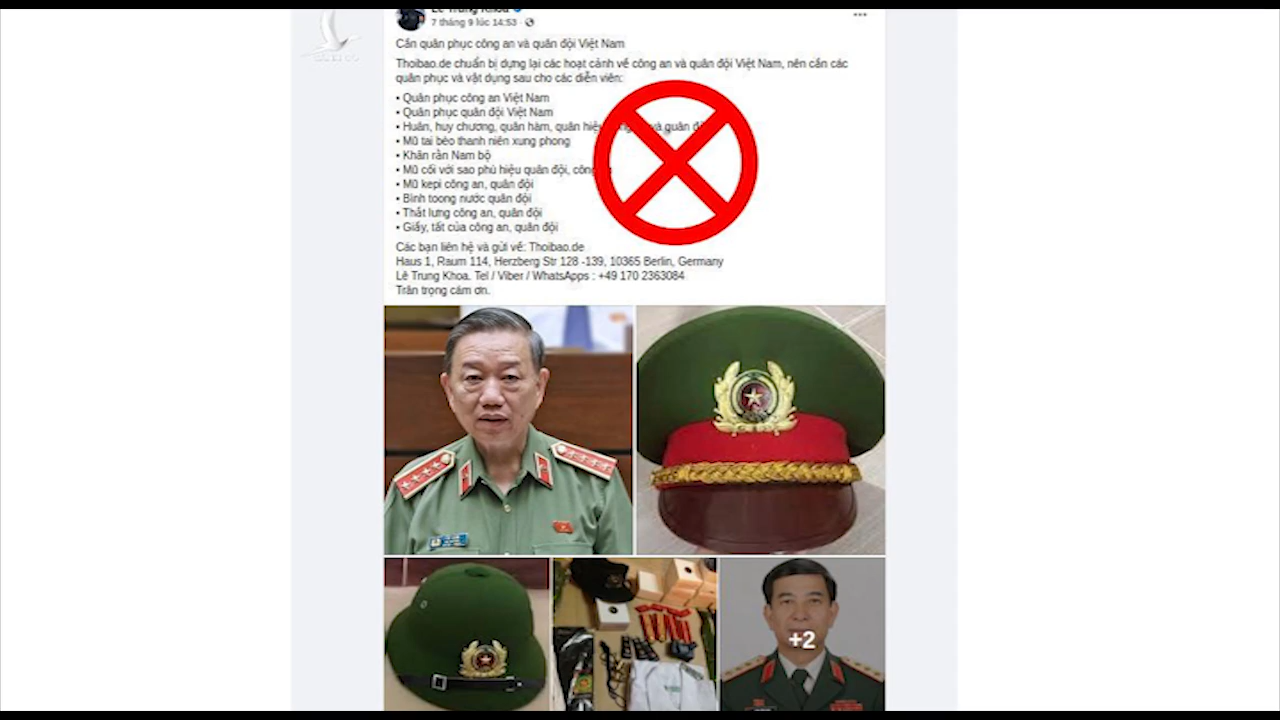 Lê Trung Khoa
7 tháng 9 lúc 14:53
Cần quân phục công an và quân đội Việt Nam
Thoibao.de chuẩn bị dựng lại các hoạt cảnh về công an và quân đội Việt Nam, nên cần các
quân phục và vật dụng sau cho các diễn viên:
• Quân phục công an Việt Nam
• Quân phục quân đội Việt Nam
• Huân, huy chương, quân hàm, quân hiệu và quân
• Mũ tai bèo thanh niên xung phong
• Khăn rằn Nam bộ
• Mũ cối với sao phù hiệu quân đội, công
• Mũ kepi công an, quân đội
• Bình toong nước quân đội
• Thắt lưng công an, quân đội
• Giầy, tất của công an, quân đội
Các bạn liên hệ và gửi về: Thoibao.de
Haus 1, Raum 114, Herzberg Str 128 -139, 10365 Berlin, Germany
Lê Trung Khoa. Tel / Viber / WhatsApps : +49 170 2363084
Trân trọng cám ơn.
+2